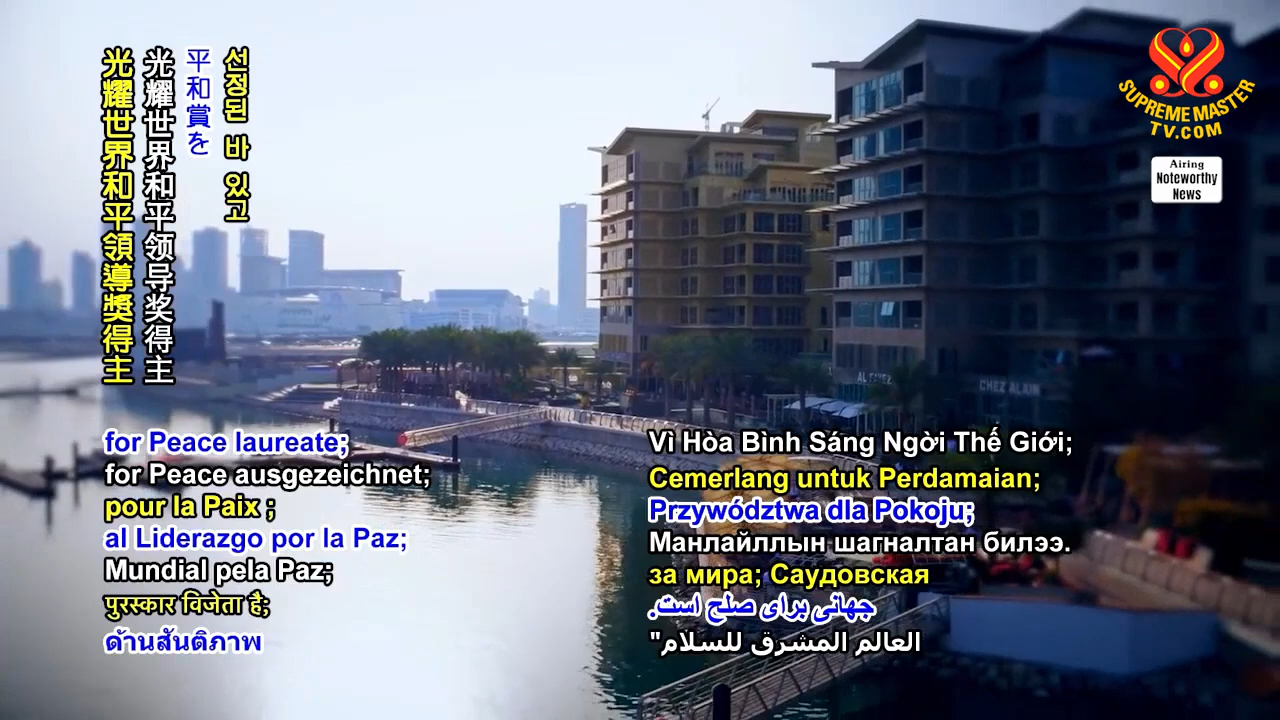 光耀世界和平領導獎得主
光耀世界和平领导奖得主
平和賞を
선정된 바 있고
SUPREME MASTER
TV.COM
Airing
Noteworthy
News
AL FAYEZ
CHEZ ALAIN
for Peace laureate;
for Peace ausgezeichnet;
pour la Paix ;
al Liderazgo por la Paz;
Mundial pela Paz;
पुरस्कार विजेता है;
ด้านสันติภาพ
Vì Hòa Bình Sáng Ngời Thế Giới;
Cemerlang untuk Perdamaian;
Przywództwa dla Pokoju;
Манлайллын шагналтан билээ.
за мира; Саудовская
جهانی برای صلح است.
العالم المشرق للسلام"